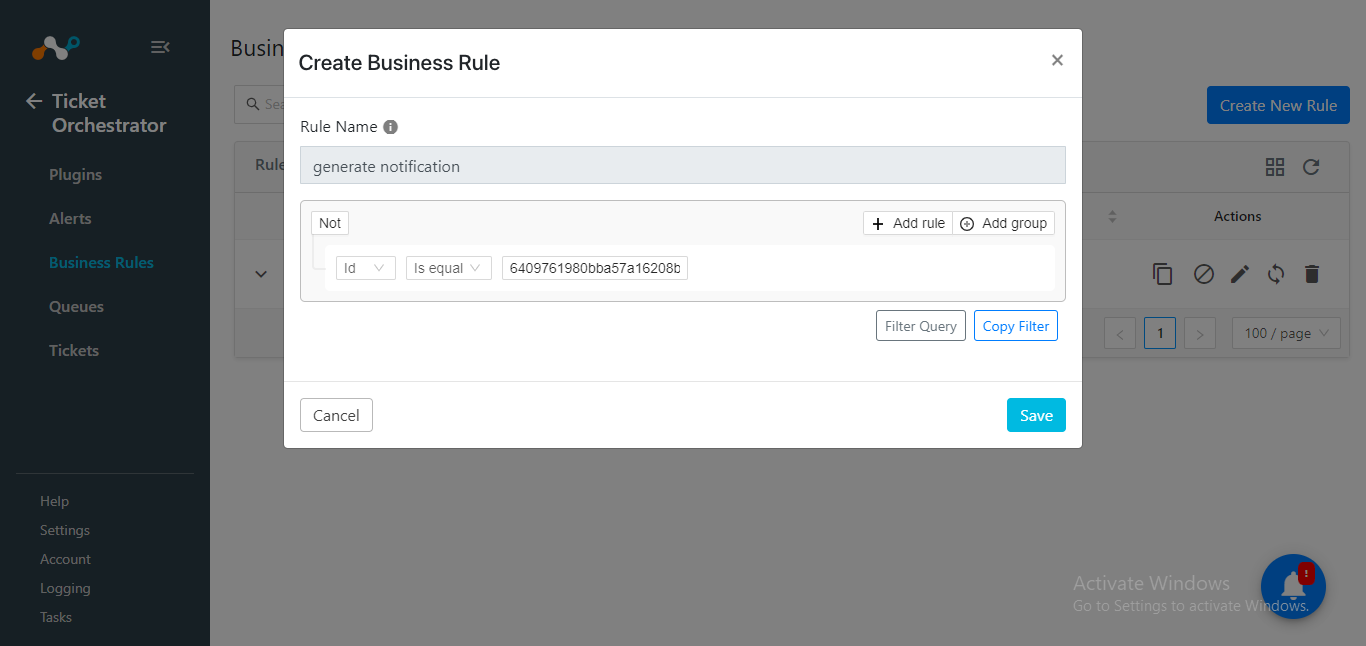 Ticket
Orchestrator
Plugins
Alerts
Business Rules
Queues
Tickets
Help
Settings
Account
Logging
Tasks
Busin
Sea
Create New Rule
Rule
Actions
<
1
>
100 / page
Create Business Rule
×
Rule Name
generate notification
Not
Add rule
Add group
Id
Is equal
6409761980bba57a16208b
Filter Query
Copy Filter
Cancel
Save
Activate Windows
Go to Settings to activate Windows.